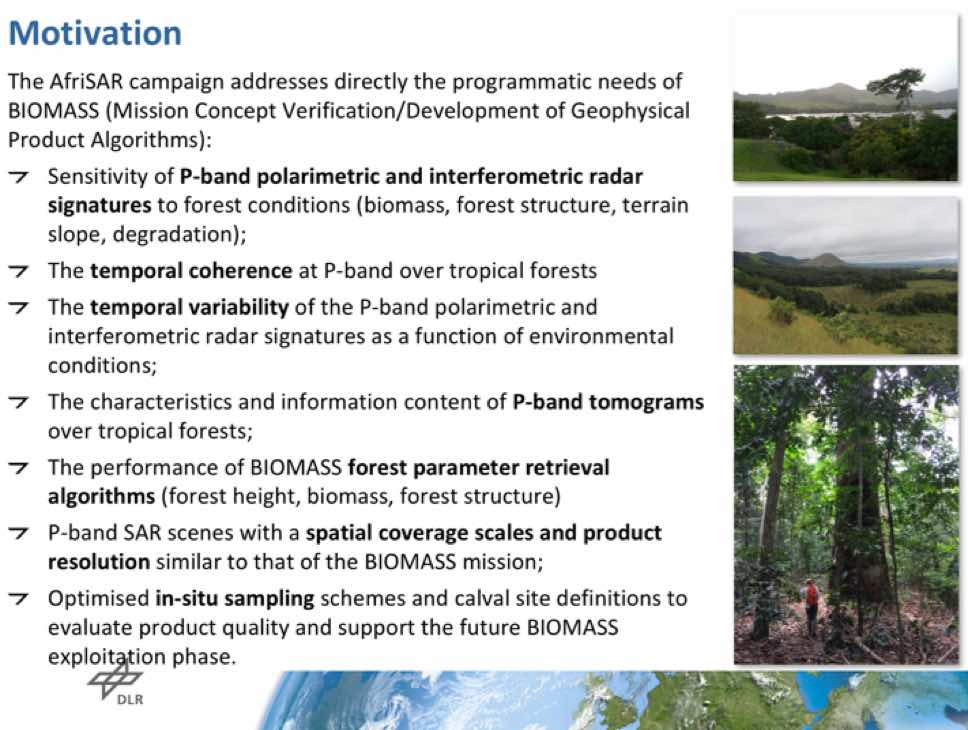 Motivation
The AfriSAR campaign addresses directly the programmatic needs of
BIOMASS (Mission Concept Verification/Development of Geophysical
Product Algorithms):
Sensitivity of P-band polarimetric and interferometric radar
signatures to forest conditions (biomass, forest structure, terrain
slope, degradation);
The temporal coherence at P-band over tropical forests
The temporal variability of the P-band polarimetric and
interferometric radar signatures as a function of environmental
conditions;
The characteristics and information content of P-band tomograms
over tropical forests;
The performance of BIOMASS forest parameter retrieval
algorithms (forest height, biomass, forest structure)
P-band SAR scenes with a spatial coverage scales and product
resolution similar to that of the BIOMASS mission;
Optimised in-situ sampling schemes and calval site definitions to
evaluate product quality and support the future BIOMASS
exploitation phase.
DLR